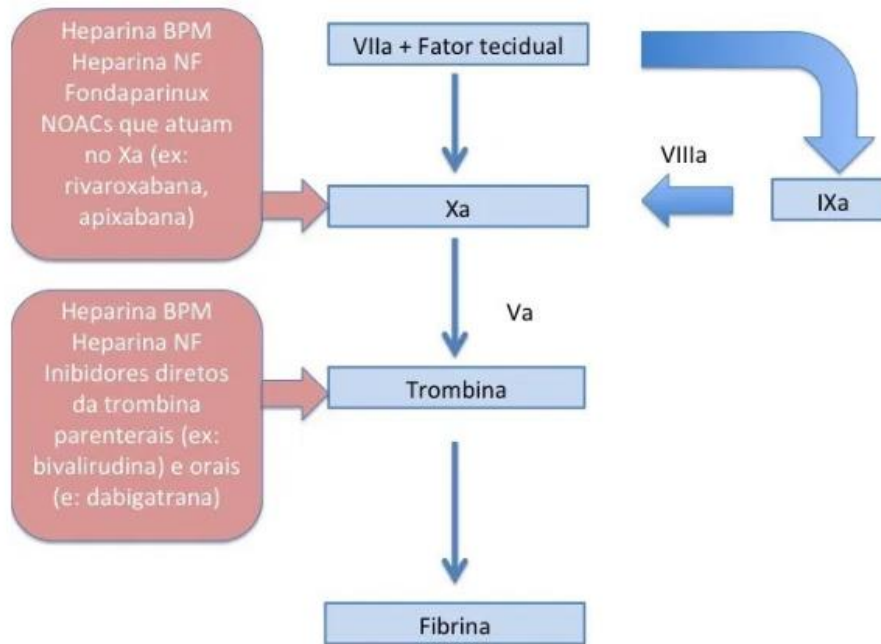 Heparina BPM
Heparina NF
Fondaparinux
NOACs que atuam
no Xa (ex:
rivaroxabana,
apixabana)
VIIa + Fator tecidual
VIIIa
Xa
IXa
Va
Heparina BPM
Heparina NF
Inibidores diretos
da trombina
parenterais (ex:
bivalirudina) e orais
(e: dabigatrana)
Trombina
Fibrina